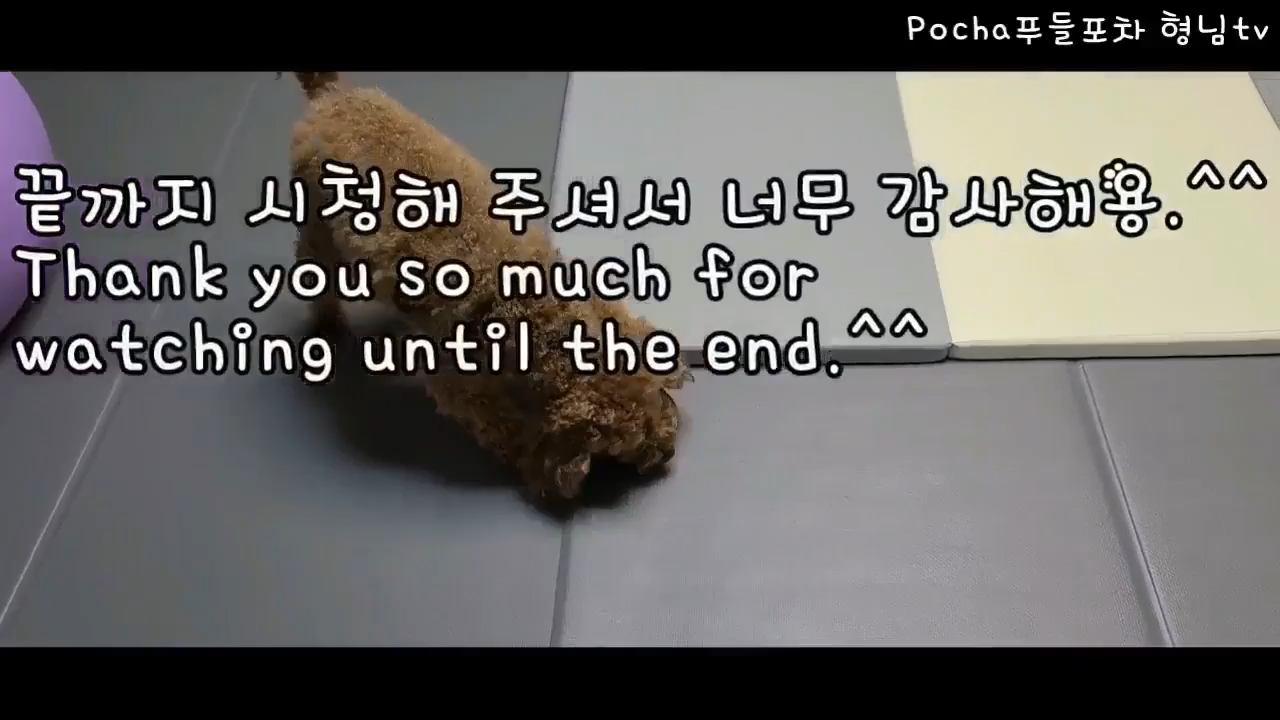 Pocha푸들포차 형님tv
끝까지 시청해 주셔서 너무 감사해용.^^
Thank you so much for
watching until the end.^^